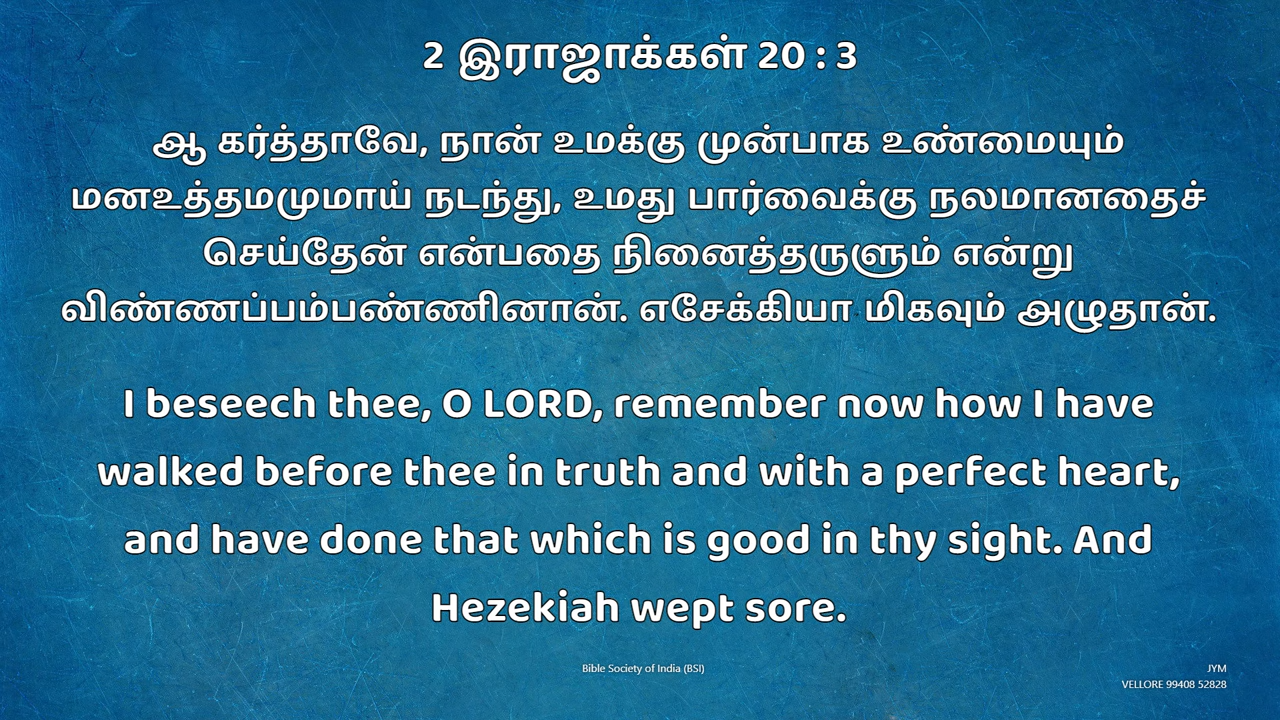 2 இராஜாக்கள் 20 : 3
ஆ கர்த்தாவே, நான் உமக்கு முன்பாக உண்மையும்
மனஉத்தமமுமாய் நடந்து, உமது பார்வைக்கு நலமானதைச்
செய்தேன் என்பதை நினைத்தருளும் என்று
விண்ணப்பம்பண்ணினான். எசேக்கியா மிகவும் அழுதான்.
I beseech thee, O LORD, remember now how I have
walked before thee in truth and with a perfect heart,
and have done that which is good in thy sight. And
Hezekiah wept sore.
Bible Society of India (BSI)
JYM
VELLORE 99408 52828